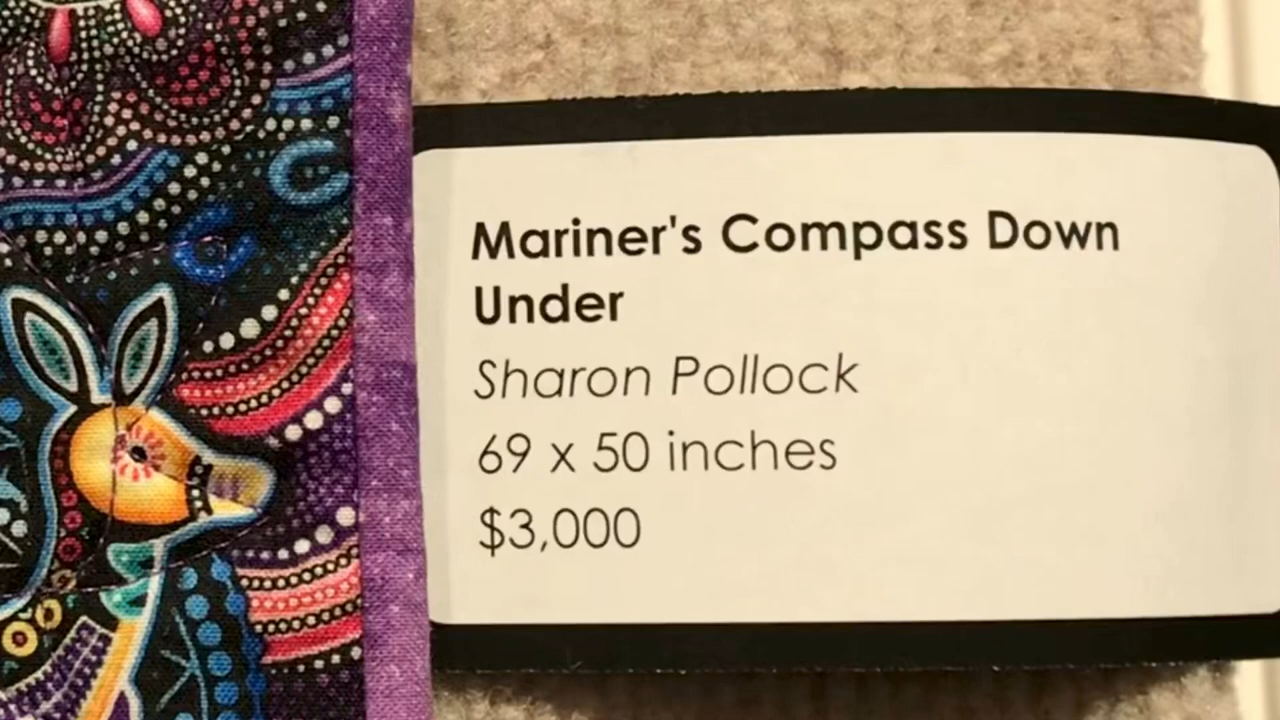 Mariner's Compass Down
Under
Sharon Pollock
69 x 50 inches
$3,000